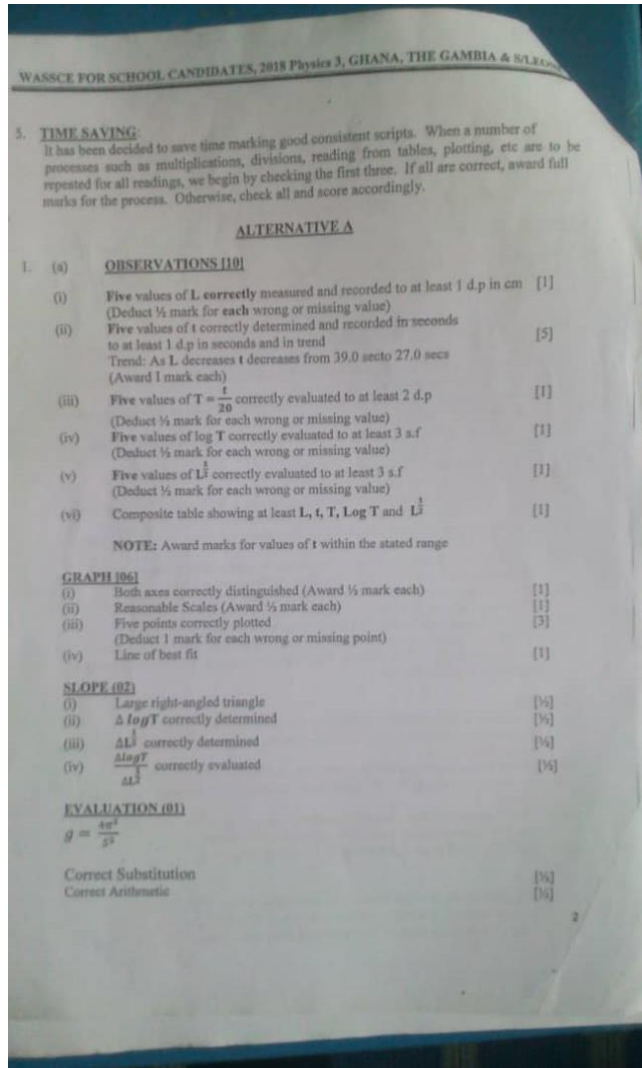 WASSCE FOR SCHOOL CANDIDATES, 2018 Physics 3, GHANA, THE GAMBIA & S/LEONE
5. TIME SAVING:
It has been decided to save time marking good consistent scripts. When a number of
processes such as multiplications, divisions, reading from tables, plotting, etc are to be
repeated for all readings, we begin by checking the first three. If all are correct, award full
marks for the process. Otherwise, check all and score accordingly.
ALTERNATIVE A
1. (a) OBSERVATIONS [10]
(i) Five values of L correctly measured and recorded to at least 1 d.p in cm [1]
(Deduct ½ mark for each wrong or missing value)
(ii) Five values of t correctly determined and recorded in seconds
to at least 1 d.p in seconds and in trend [5]
Trend: As L decreases t decreases from 39.0 secto 27.0 secs
(Award 1 mark each)
(iii) Five values of T = t/20 correctly evaluated to at least 2 d.p [1]
(Deduct ½ mark for each wrong or missing value)
(iv) Five values of log T correctly evaluated to at least 3 s.f [1]
(Deduct ½ mark for each wrong or missing value)
(v) Five values of L^½ correctly evaluated to at least 3 s.f [1]
(Deduct ½ mark for each wrong or missing value)
(vi) Composite table showing at least L, t, T, Log T and L^½ [1]
NOTE: Award marks for values of t within the stated range
GRAPH [06]
(i) Both axes correctly distinguished (Award ½ mark each) [1]
(ii) Reasonable Scales (Award ½ mark each) [1]
(iii) Five points correctly plotted [3]
(Deduct 1 mark for each wrong or missing point)
(iv) Line of best fit [1]
SLOPE (02)
(i) Large right-angled triangle [½]
(ii) Δ logT correctly determined [½]
(iii) ΔL^½ correctly determined [½]
(iv) ΔlogT/ΔL^½ correctly evaluated [½]
EVALUATION (01)
g = 4π²/S²
Correct Substitution [½]
Correct Arithmetic [½]
2